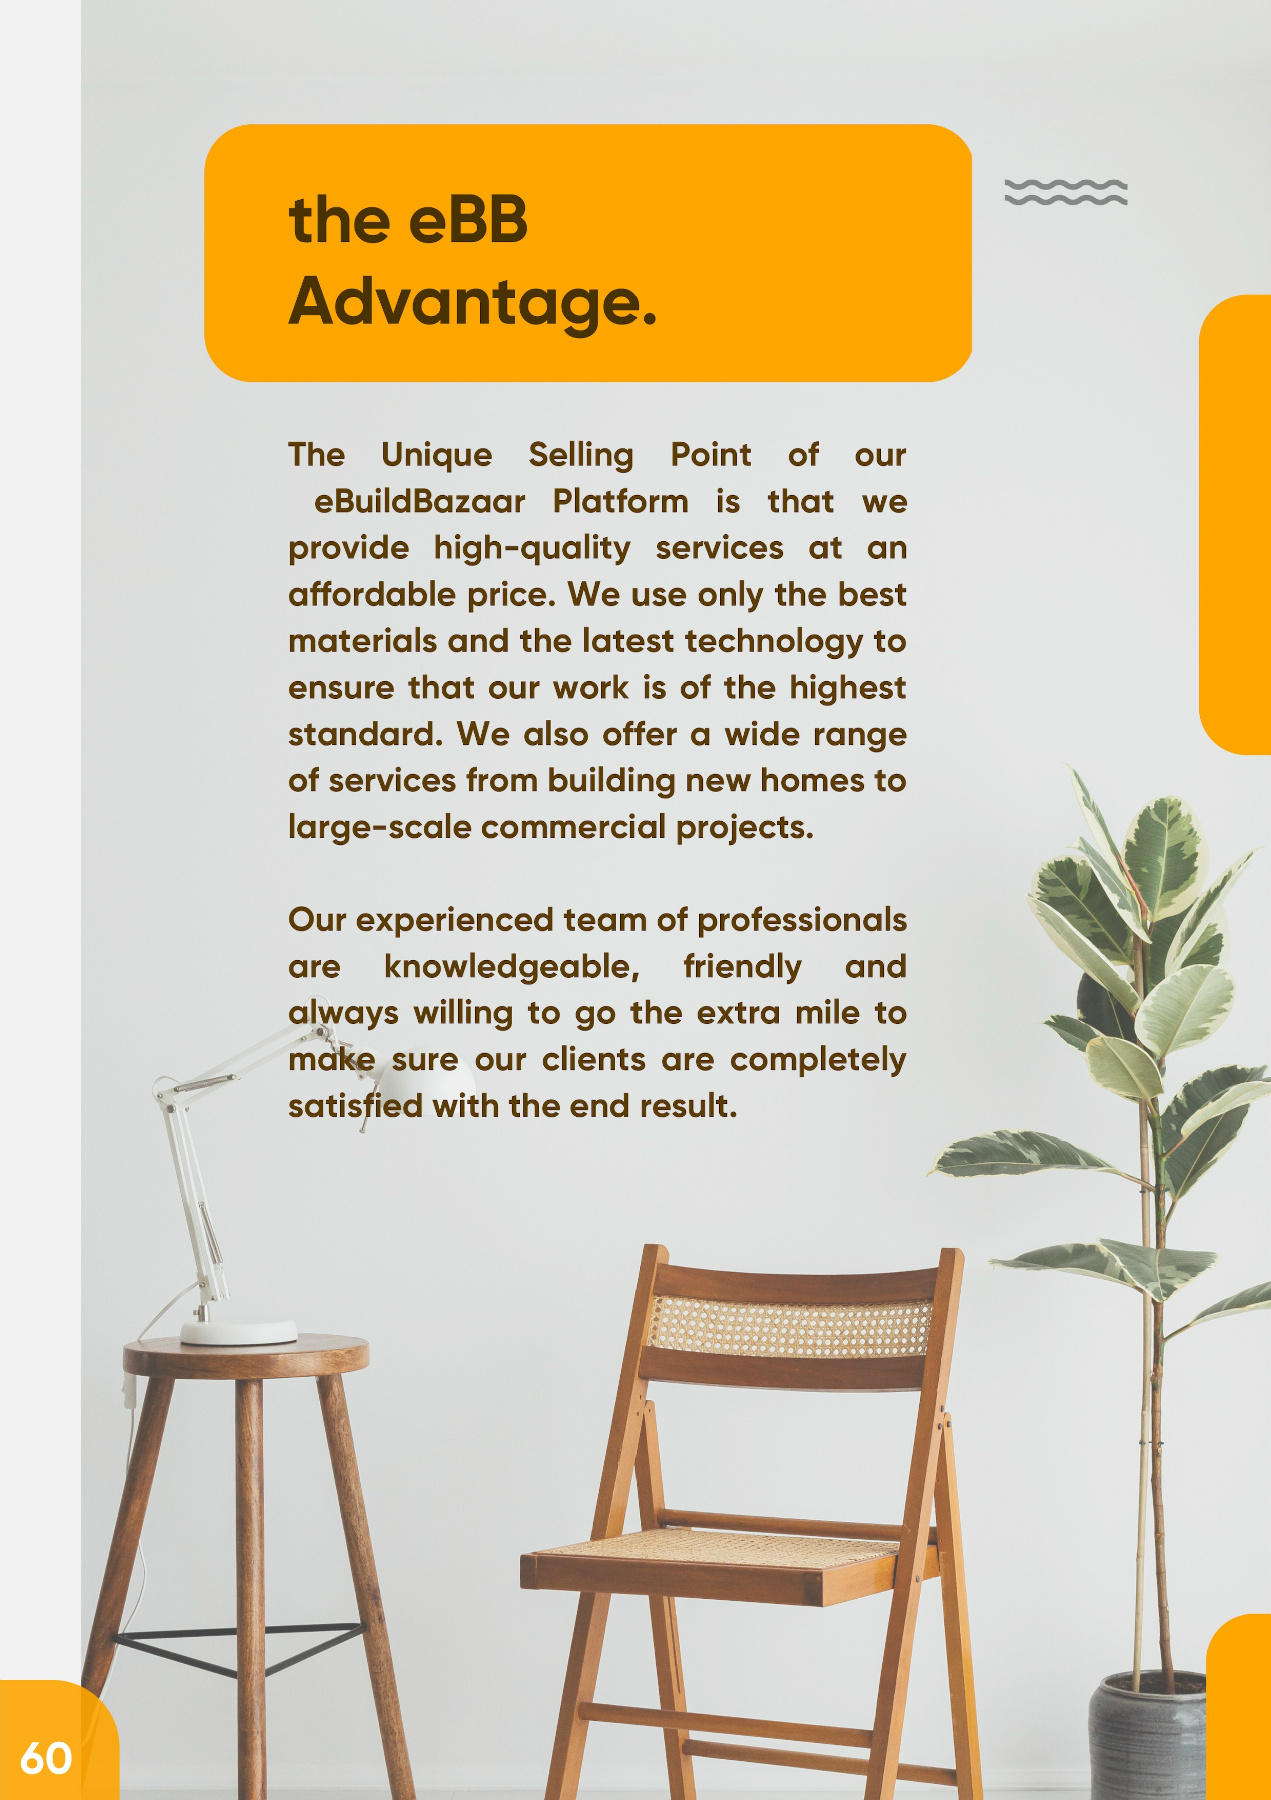 the eBB
Advantage.
The Unique Selling Point of our
eBuildBazaar Platform is that we
provide high-quality services at an
affordable price. We use only the best
materials and the latest technology to
ensure that our work is of the highest
standard. We also offer a wide range
of services from building new homes to
large-scale commercial projects.
Our experienced team of professionals
are knowledgeable, friendly and
always willing to go the extra mile to
make sure our clients are completely
satisfied with the end result.
60